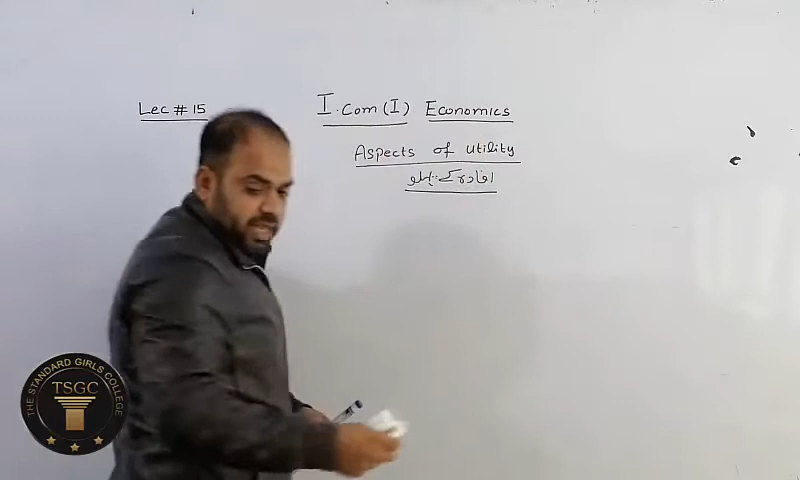 Lec # 15
I.com (I) Economics
Aspects of utility
افادہ کے پہلو
THE STANDARD GIRLS COLLEGE
TSGC